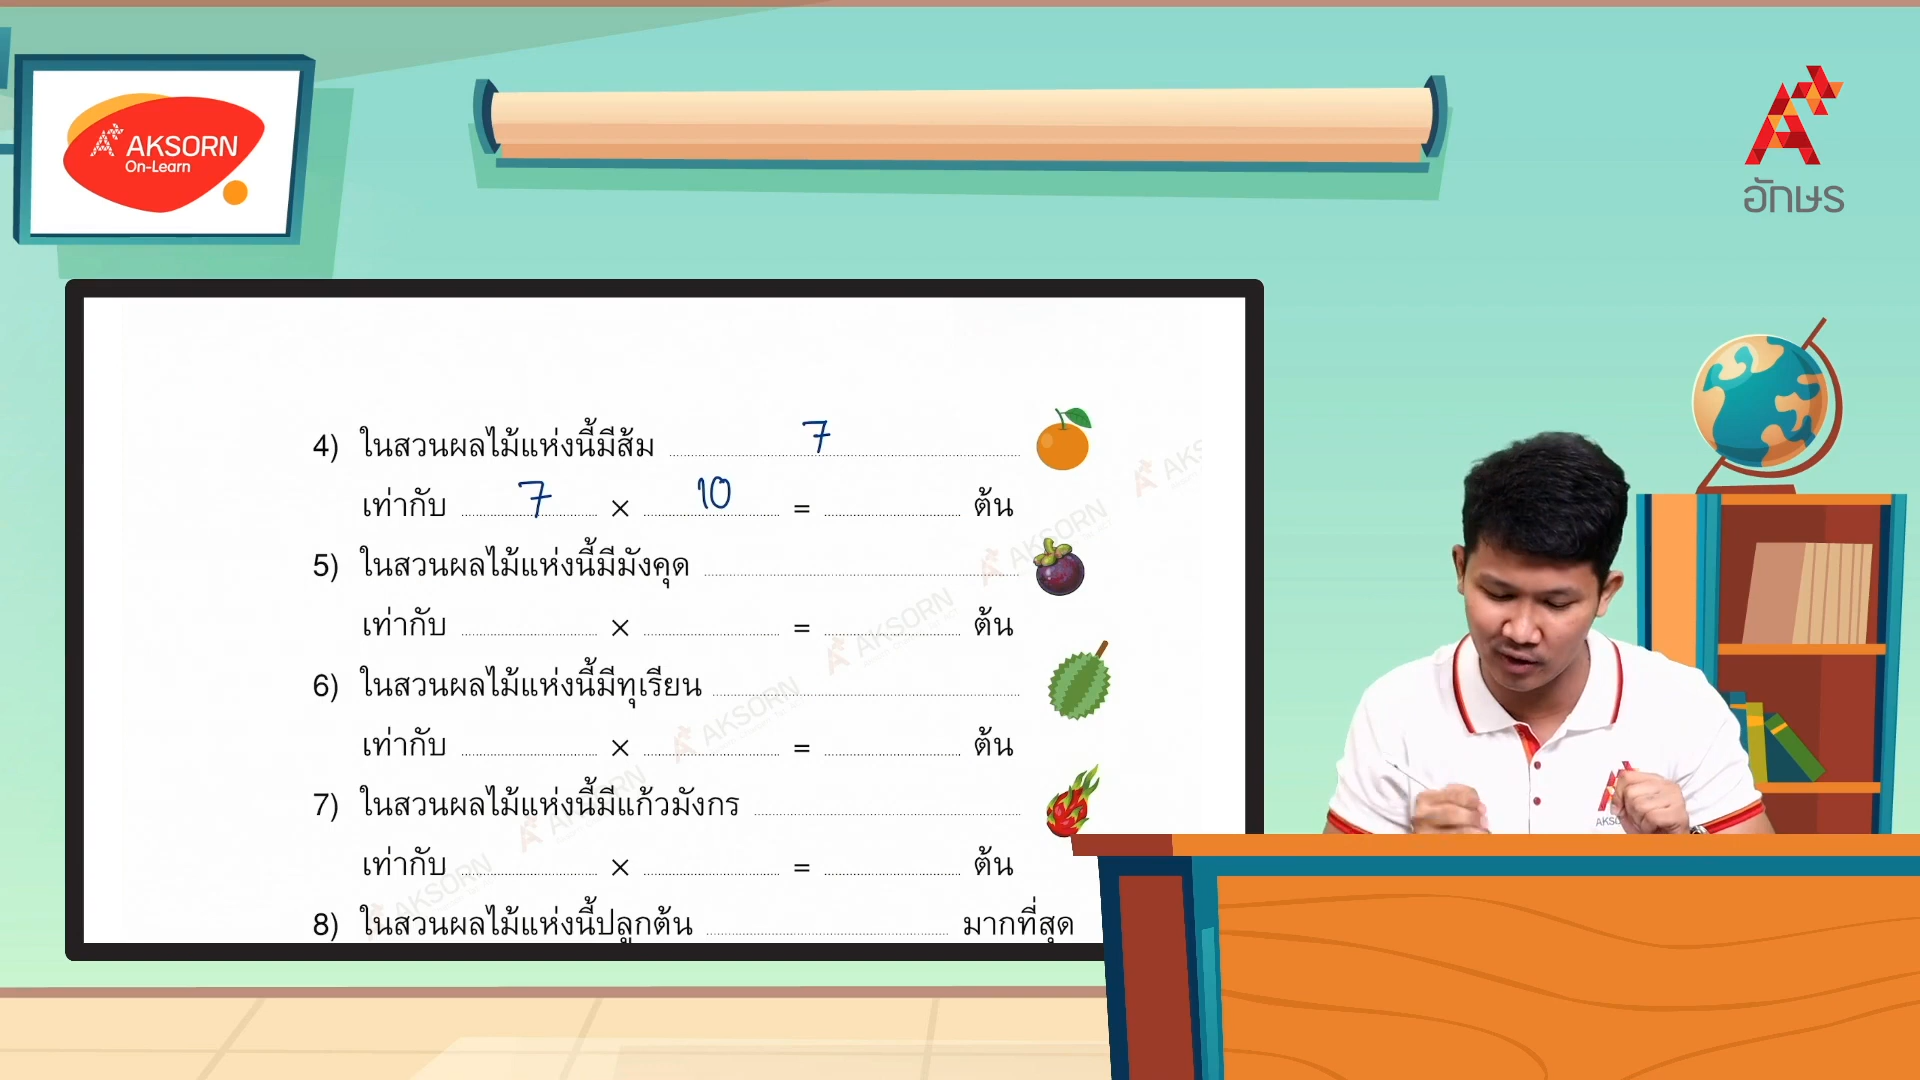 AKSORN
On-Learn
อักษร
4) ในสวนผลไม้แห่งนี้มีส้ม 7
เท่ากับ 7 × 10 = ต้น
5) ในสวนผลไม้แห่งนี้มีมังคุด
เท่ากับ × = ต้น
6) ในสวนผลไม้แห่งนี้มีทุเรียน
เท่ากับ × = ต้น
7) ในสวนผลไม้แห่งนี้มีแก้วมังกร
เท่ากับ × = ต้น
8) ในสวนผลไม้แห่งนี้ปลูกต้น มากที่สุด